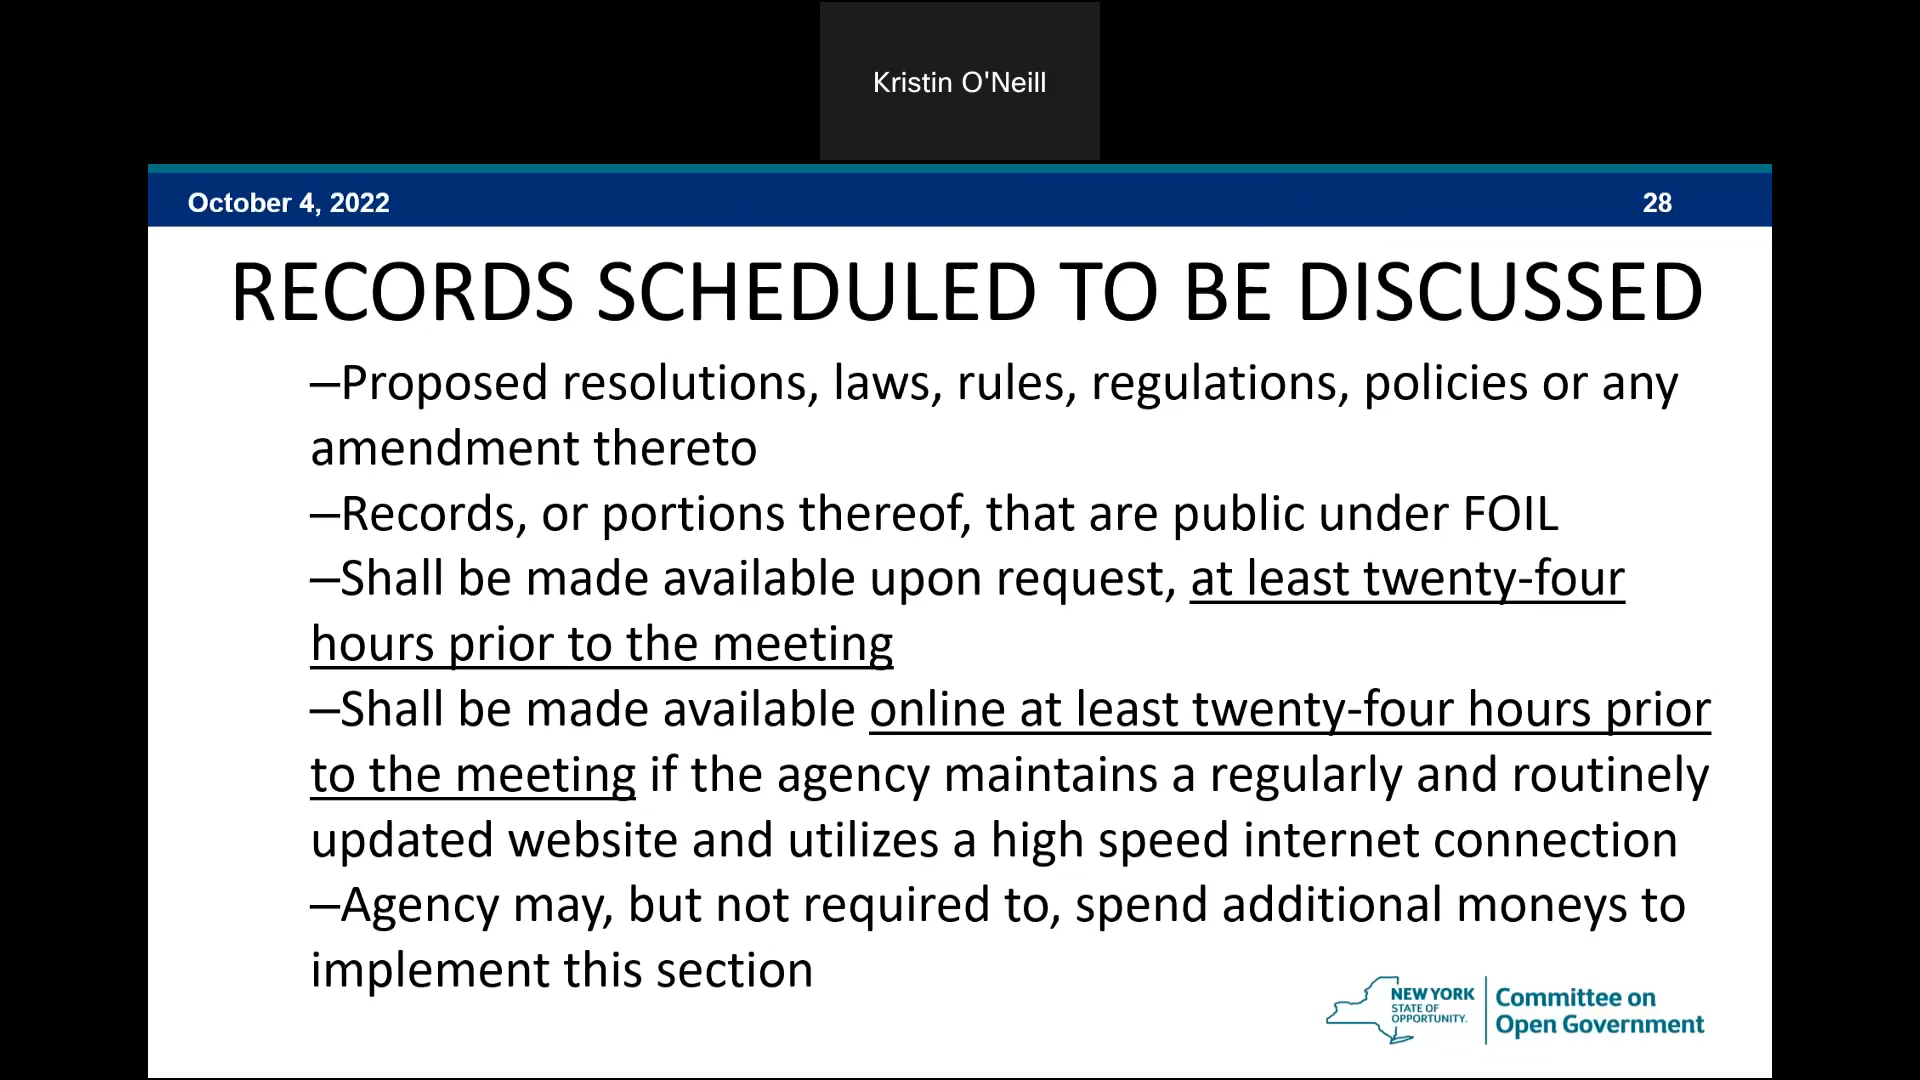 Kristin O'Neill
October 4, 2022
28
RECORDS SCHEDULED TO BE DISCUSSED
–Proposed resolutions, laws, rules, regulations, policies or any
amendment thereto
–Records, or portions thereof, that are public under FOIL
–Shall be made available upon request, at least twenty-four
hours prior to the meeting
–Shall be made available online at least twenty-four hours prior
to the meeting if the agency maintains a regularly and routinely
updated website and utilizes a high speed internet connection
–Agency may, but not required to, spend additional moneys to
implement this section
NEW YORK
STATE OF
OPPORTUNITY.
Committee on
Open Government